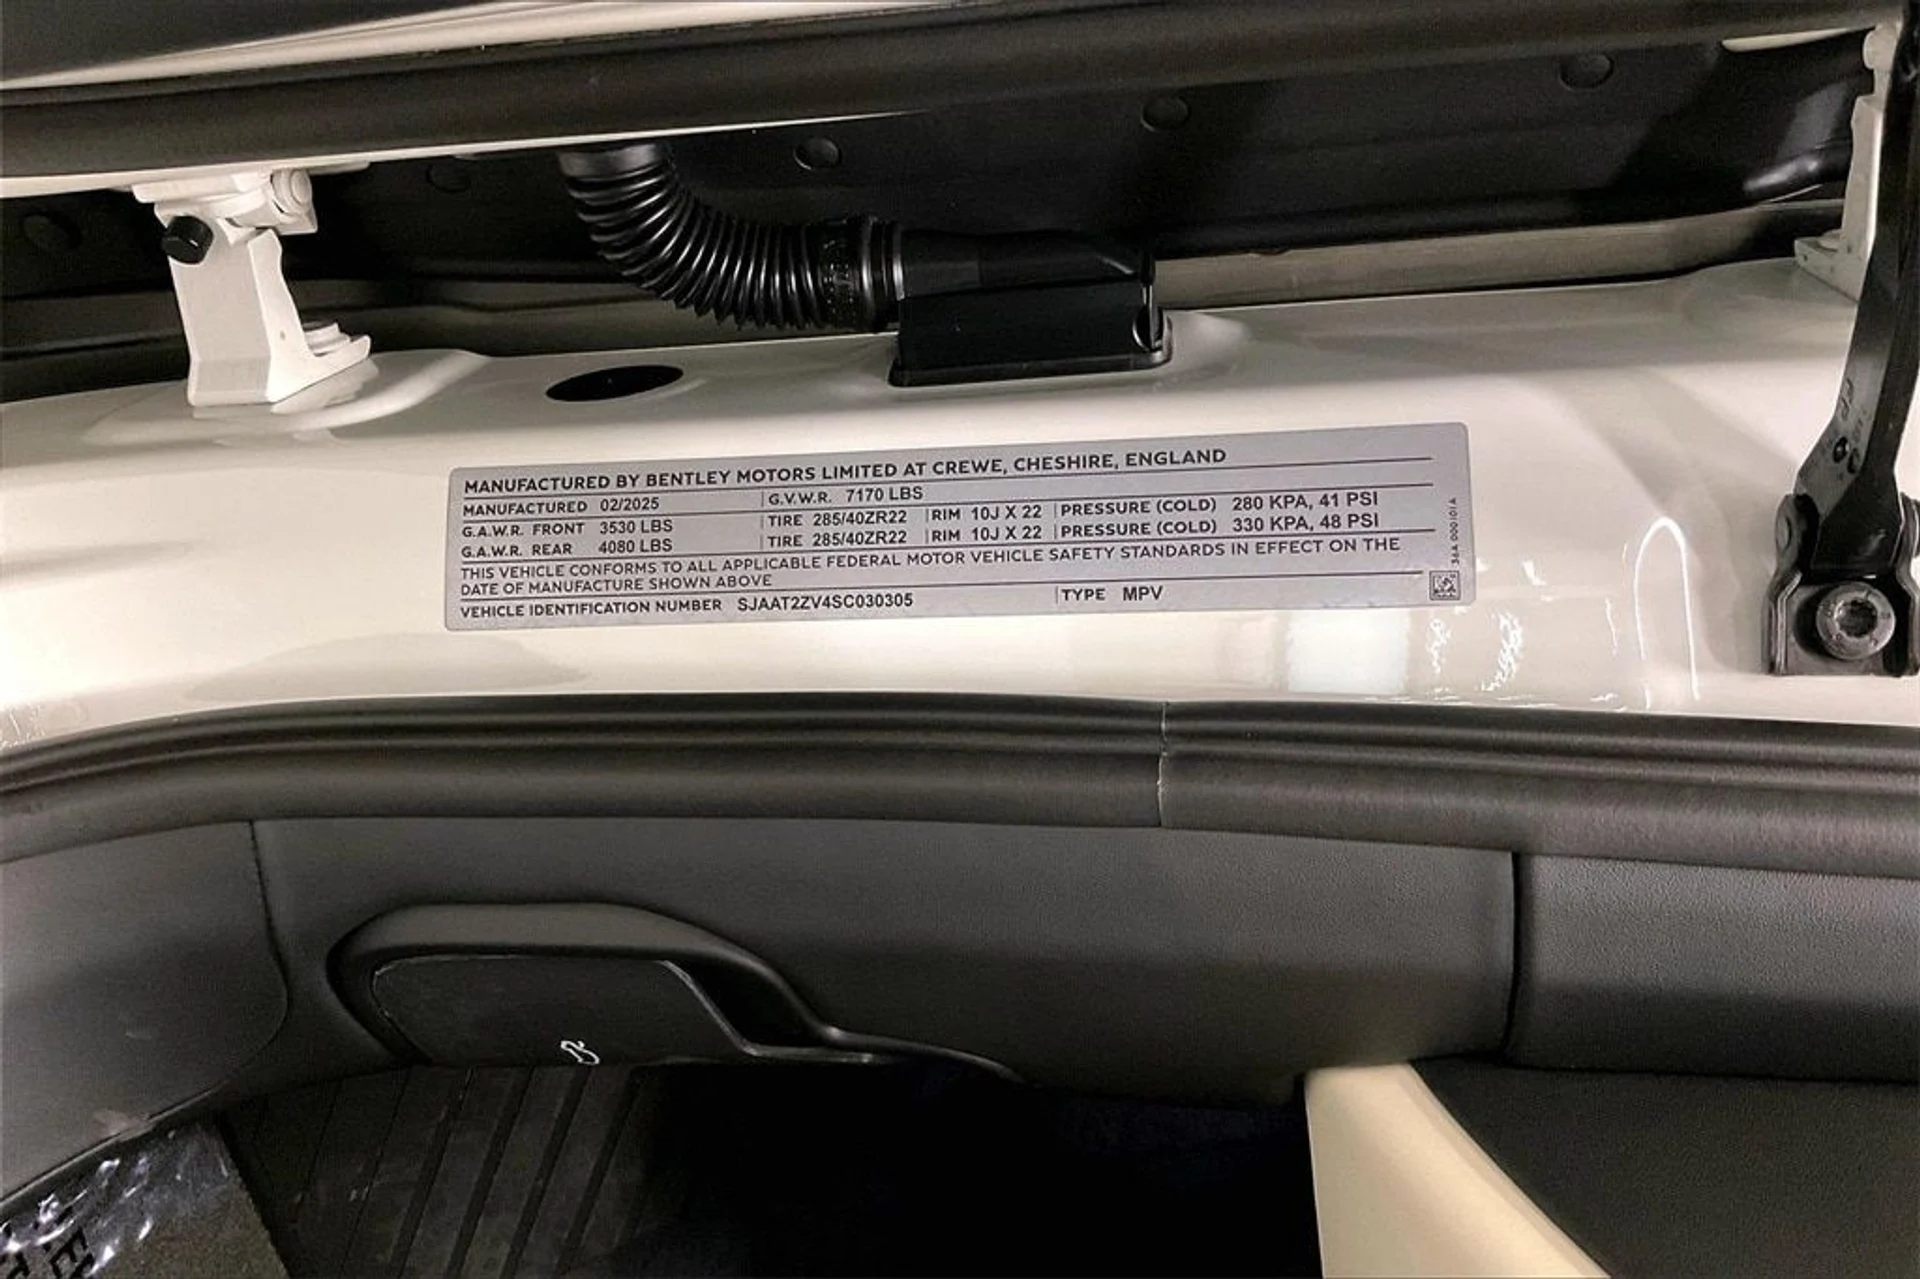 MANUFACTURED BY BENTLEY MOTORS LIMITED AT CREWE, CHESHIRE, ENGLAND
MANUFACTURED 02/2025 G.V.W.R. 7170 LBS
G.A.W.R. FRONT 3530 LBS TIRE 285/40ZR22 RIM 10J X 22 PRESSURE (COLD) 280 KPA, 41 PSI
G.A.W.R. REAR 4080 LBS TIRE 285/40ZR22 RIM 10J X 22 PRESSURE (COLD) 330 KPA, 48 PSI
THIS VEHICLE CONFORMS TO ALL APPLICABLE FEDERAL MOTOR VEHICLE SAFETY STANDARDS IN EFFECT ON THE
DATE OF MANUFACTURE SHOWN ABOVE
VEHICLE IDENTIFICATION NUMBER SJAAT2ZV4SC030305 TYPE MPV
36A 000101A